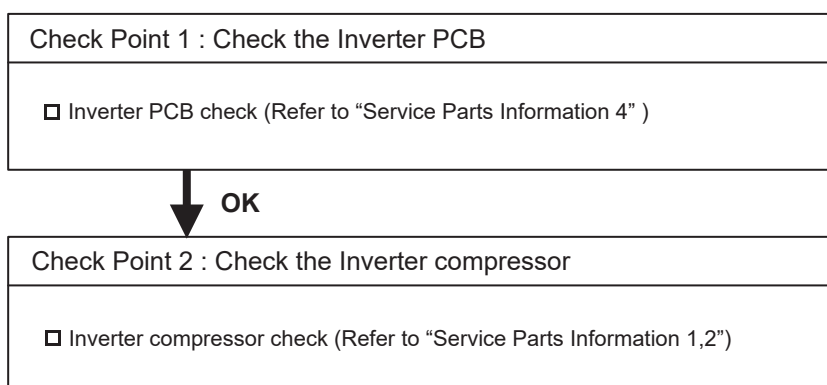 Check Point 1 : Check the Inverter PCB
Inverter PCB check (Refer to “Service Parts Information 4” )
OK
Check Point 2 : Check the Inverter compressor
Inverter compressor check (Refer to “Service Parts Information 1,2”)